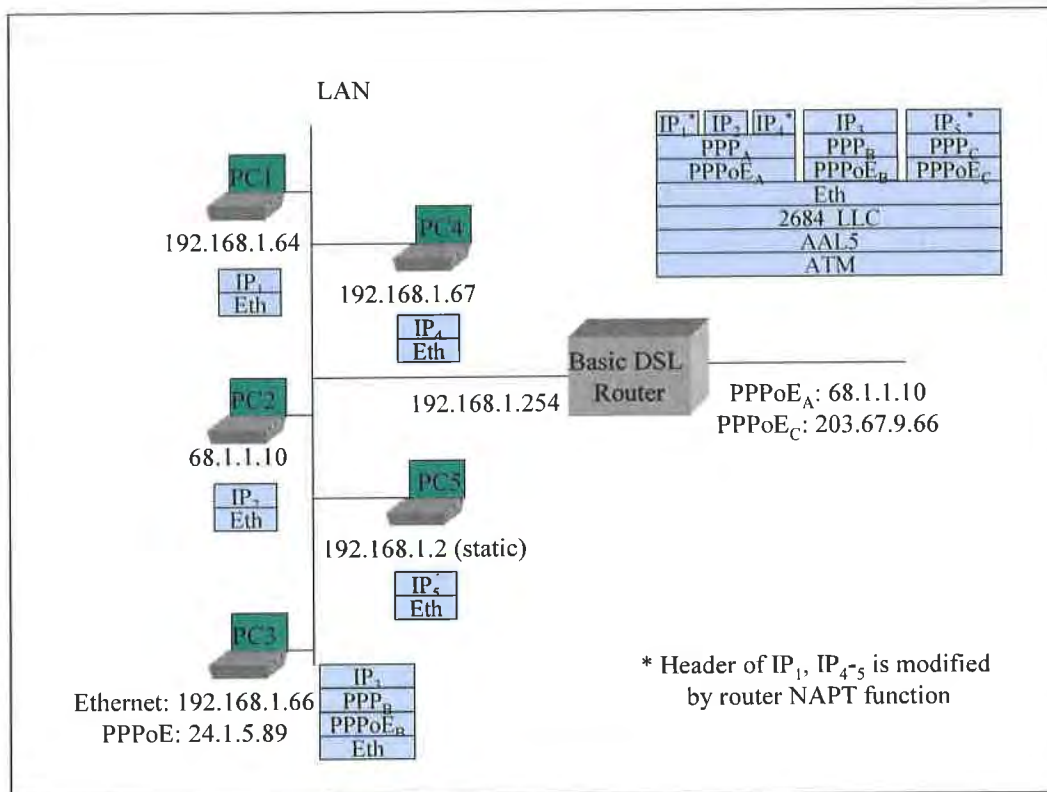 LAN
PC1
192.168.1.64
IP1
Eth
PC4
192.168.1.67
IP4
Eth
IP1* IP2 IP4* IP3 IP5*
PPPA PPPB PPPC
PPPoEA PPPoEB PPPoEC
Eth
2684 LLC
AAL5
ATM
Basic DSL
Router
192.168.1.254
PPPoEA: 68.1.1.10
PPPoEC: 203.67.9.66
PC2
68.1.1.10
IP2
Eth
PC5
192.168.1.2 (static)
IP5
Eth
PC3
Ethernet: 192.168.1.66
PPPoE: 24.1.5.89
IP3
PPPB
PPPoEB
Eth
* Header of IP1, IP4-5 is modified
by router NAPT function